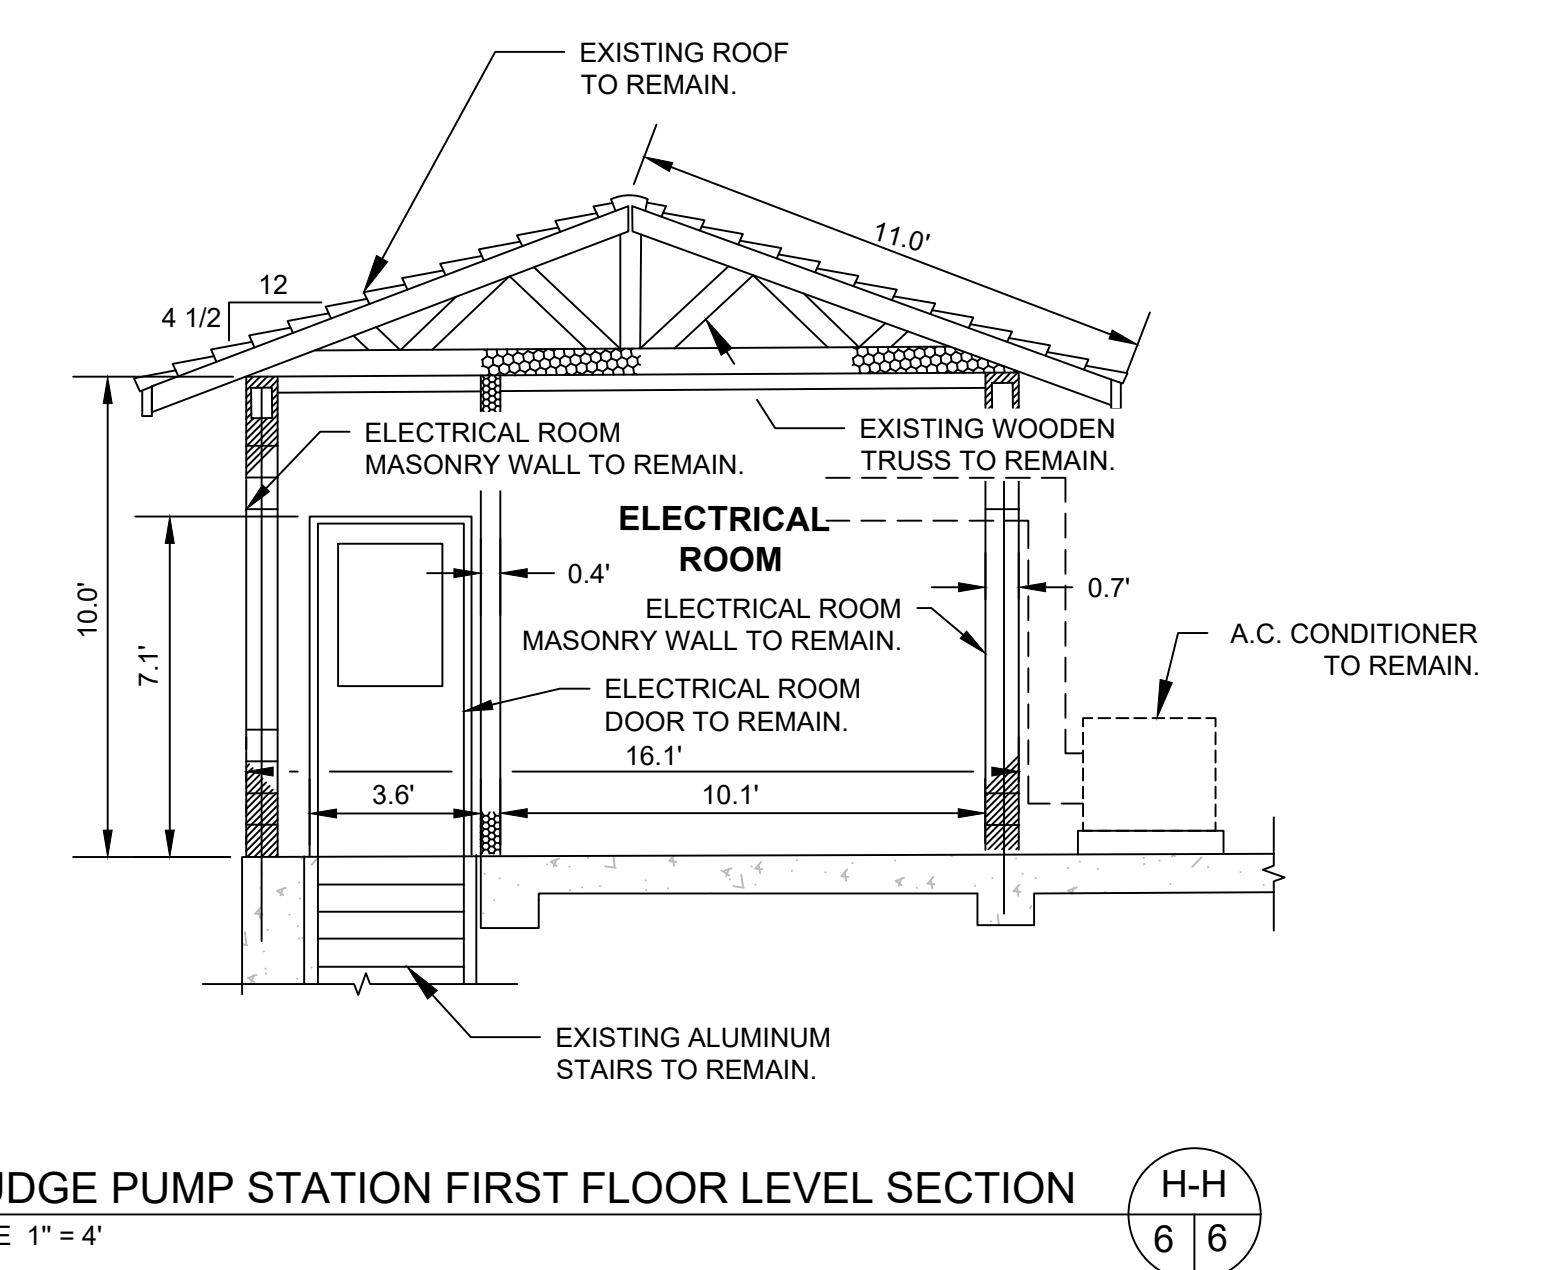 EXISTING ROOF
TO REMAIN.
11.0'
12
4 1/2
ELECTRICAL ROOM
MASONRY WALL TO REMAIN.
EXISTING WOODEN
TRUSS TO REMAIN.
ELECTRICAL
ROOM
0.4'
0.7'
10.0'
7.1'
ELECTRICAL ROOM
MASONRY WALL TO REMAIN.
A.C. CONDITIONER
TO REMAIN.
ELECTRICAL ROOM
DOOR TO REMAIN.
16.1'
3.6'
10.1'
EXISTING ALUMINUM
STAIRS TO REMAIN.
UDGE PUMP STATION FIRST FLOOR LEVEL SECTION
H-H
E 1" = 4'
6 6